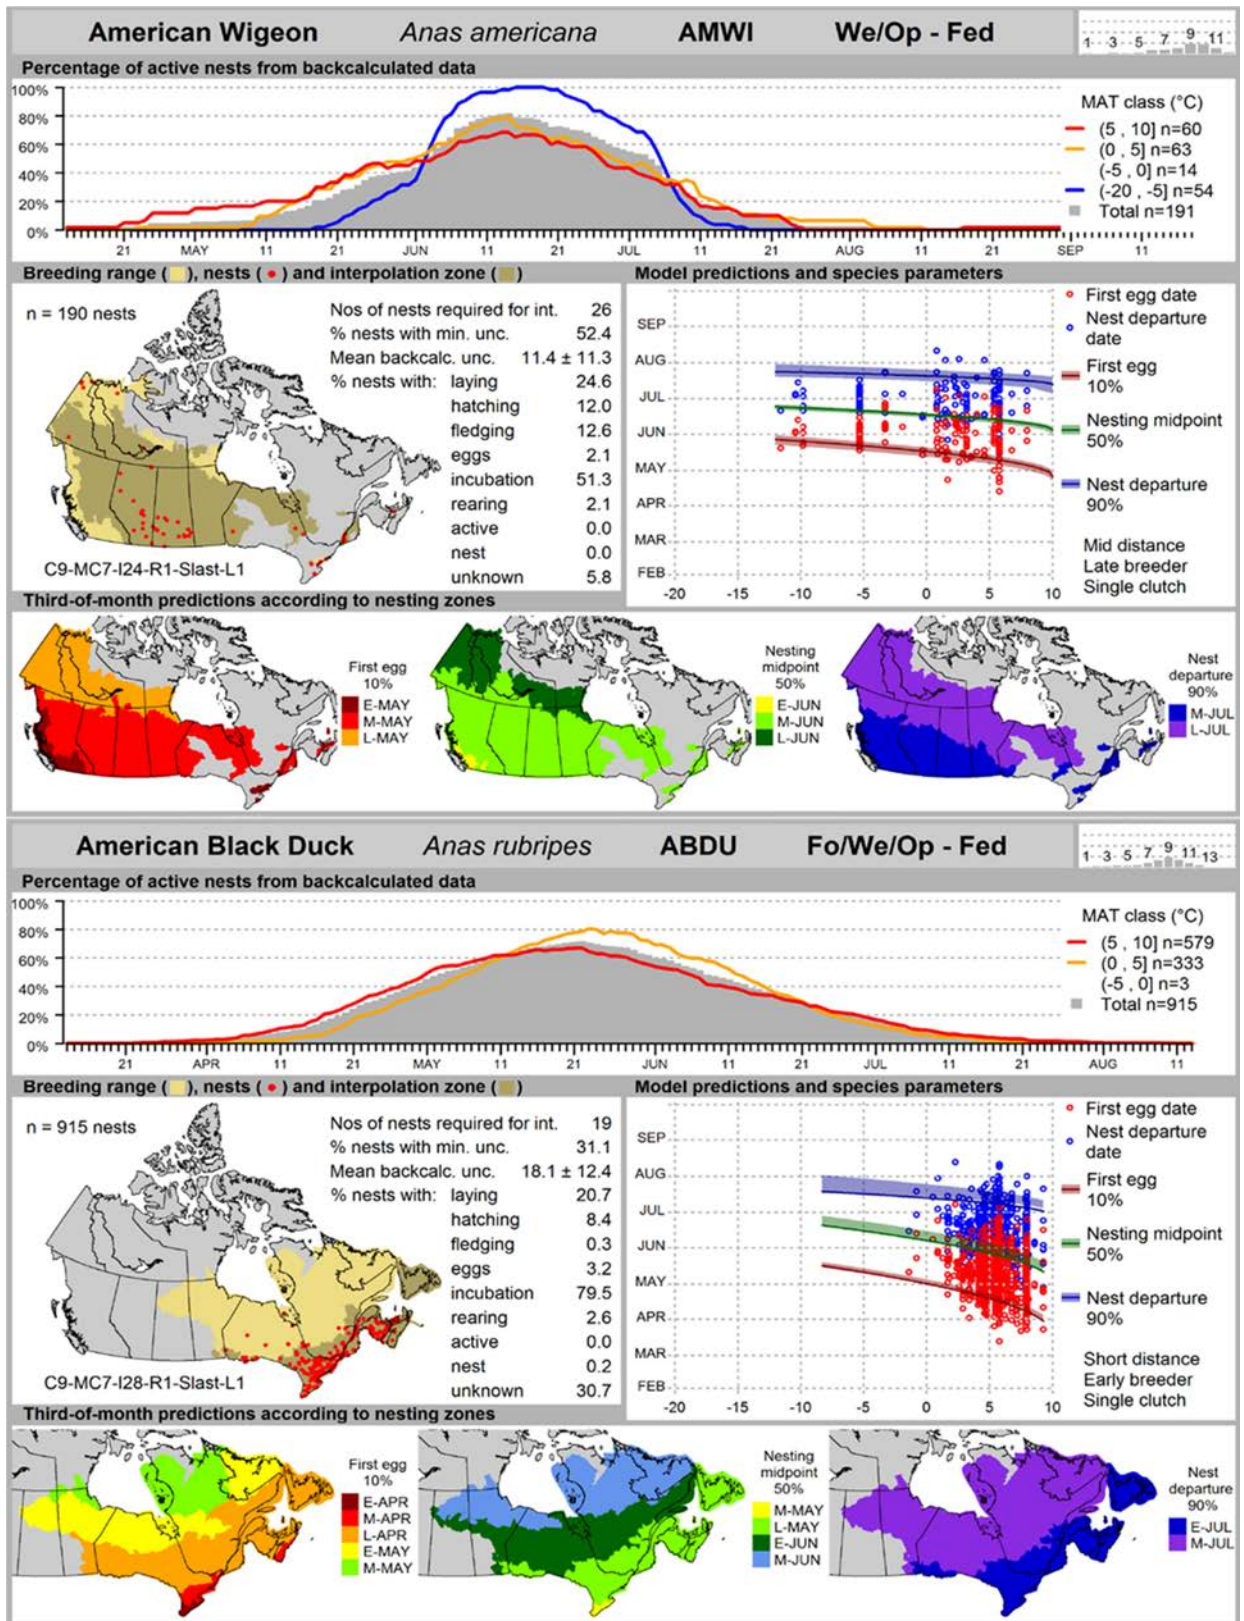 American Wigeon Anas americana AMWI We/Op - Fed
1 3 5 7 9 11
Percentage of active nests from backcalculated data
100%
80%
60%
40%
20%
0%
21 MAY 11 21 JUN 11 21 JUL 11 21 AUG 11 21 SEP 11
MAT class (°C)
(5 , 10] n=60
(0 , 5] n=63
(-5 , 0] n=14
(-20 , -5] n=54
Total n=191
Breeding range ( ), nests ( • ) and interpolation zone ( )
n = 190 nests
Nos of nests required for int. 26
% nests with min. unc. 52.4
Mean backcalc. unc. 11.4 ± 11.3
% nests with: laying 24.6
hatching 12.0
fledging 12.6
eggs 2.1
incubation 51.3
rearing 2.1
active 0.0
nest 0.0
unknown 5.8
C9-MC7-I24-R1-Slast-L1
Model predictions and species parameters
SEP
AUG
JUL
JUN
MAY
APR
MAR
FEB
-20 -15 -10 -5 0 5 10
First egg date
Nest departure
date
First egg
10%
Nesting midpoint
50%
Nest departure
90%
Mid distance
Late breeder
Single clutch
Third-of-month predictions according to nesting zones
First egg
10%
E-MAY
M-MAY
L-MAY
Nesting
midpoint
50%
E-JUN
M-JUN
L-JUN
Nest
departure
90%
M-JUL
L-JUL
American Black Duck Anas rubripes ABDU Fo/We/Op - Fed
1 3 5 7 9 11 13
Percentage of active nests from backcalculated data
100%
80%
60%
40%
20%
0%
21 APR 11 21 MAY 11 21 JUN 11 21 JUL 11 21 AUG 11
MAT class (°C)
(5 , 10] n=579
(0 , 5] n=333
(-5 , 0] n=3
Total n=915
Breeding range ( ), nests ( • ) and interpolation zone ( )
n = 915 nests
Nos of nests required for int. 19
% nests with min. unc. 31.1
Mean backcalc. unc. 18.1 ± 12.4
% nests with: laying 20.7
hatching 8.4
fledging 0.3
eggs 3.2
incubation 79.5
rearing 2.6
active 0.0
nest 0.2
unknown 30.7
C9-MC7-I28-R1-Slast-L1
Model predictions and species parameters
SEP
AUG
JUL
JUN
MAY
APR
MAR
FEB
-20 -15 -10 -5 0 5 10
First egg date
Nest departure
date
First egg
10%
Nesting midpoint
50%
Nest departure
90%
Short distance
Early breeder
Single clutch
Third-of-month predictions according to nesting zones
First egg
10%
E-APR
M-APR
L-APR
E-MAY
M-MAY
Nesting
midpoint
50%
M-MAY
L-MAY
E-JUN
M-JUN
Nest
departure
90%
E-JUL
M-JUL